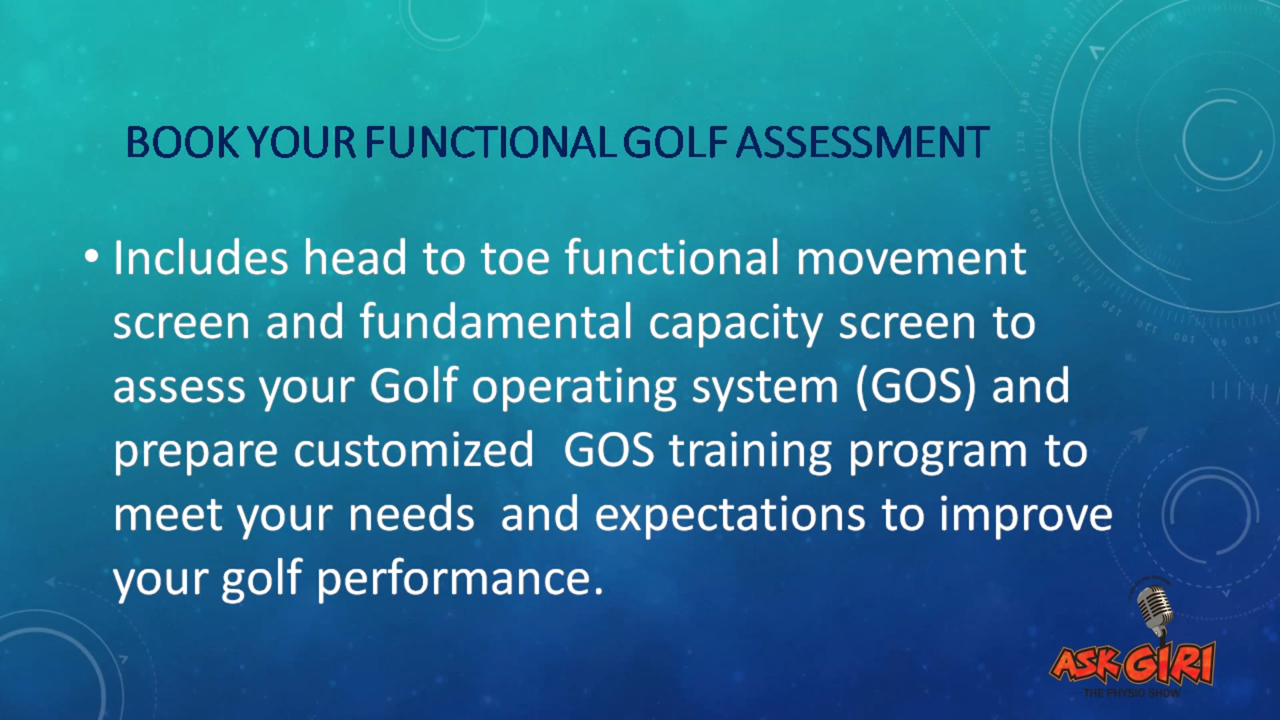 BOOK YOUR FUNCTIONAL GOLF ASSESSMENT
• Includes head to toe functional movement
screen and fundamental capacity screen to
assess your Golf operating system (GOS) and
prepare customized  GOS training program to
meet your needs  and expectations to improve
your golf performance.
ASK GIRI
THE PHYSIO SHOW